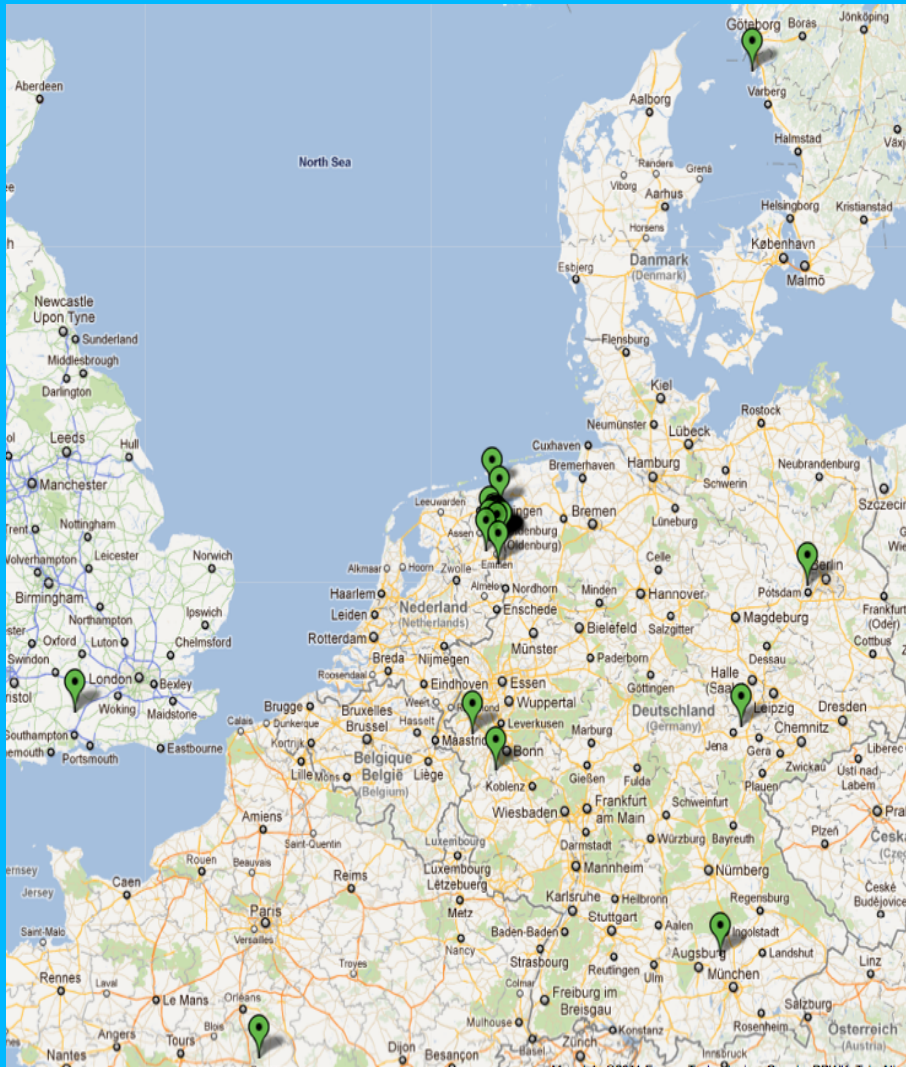 Göteborg
Borås
Jönköping
Aberdeen
Varberg
Aalborg
Halmstad
North Sea
Randers
Grenå
Viborg
Aarhus
Helsingborg
Kristianstad
Horsens
København
Danmark
(Denmark)
Esbjerg
Malmö
Newcastle
Upon Tyne
Sunderland
Flensburg
Middlesbrough
Darlington
Kiel
Rostock
Neumünster
Lübeck
Leeds
Hull
Cuxhaven
Bremerhaven
Hamburg
Schwerin
Neubrandenburg
Manchester
Leeuwarden
Lüneburg
Nottingham
Assen
Bremen
(Oldenburg)
Leicester
Norwich
Celle
Emmen
Berlin
Birmingham
Alkmaar
Hoorn
Zwolle
Nordhorn
Minden
Hannover
Potsdam
Frankfurt
(Oder)
Haarlem
Almelo
Enschede
Northampton
Ipswich
Leiden
Nederland
(Netherlands)
Bielefeld
Salzgitter
Magdeburg
Cottbus
Oxford
Luton
Chelmsford
Rotterdam
Münster
Dessau
Swindon
Breda
Nijmegen
Paderborn
Halle
London
Bexley
Roosendaal
Eindhoven
Essen
Göttingen
Leipzig
Woking
Maidstone
Brugge
Weert
Wuppertal
Deutschland
(Germany)
Dresden
Calais
Dunkerque
Bruxelles
Brussel
Hasselt
Leverkusen
Marburg
Jena
Gera
Chemnitz
Southampton
Portsmouth
Eastbourne
Kortrijk
Bonn
Zwickau
Liberec
Lille
Mons
Belgique
België
(Belgium)
Liège
Gießen
Fulda
Plauen
Ústí nad
Labem
Koblenz
Amiens
Wiesbaden
Frankfurt
am Main
Schweinfurt
Saint-Quentin
Würzburg
Bayreuth
Plzeň
Luxembourg
Darmstadt
Rouen
Beauvais
Luxembourg
Lëtzebuerg
Mannheim
Nürnberg
Jersey
Caen
Reims
Metz
Karlsruhe
Heilbronn
Regensburg
České
Budějovice
Paris
Stuttgart
Aalen
Ingolstadt
Saint-Malo
Versailles
Nancy
Baden-Baden
Strasbourg
Reutlingen
Ulm
Augsburg
Landshut
Linz
Rennes
Laval
Troyes
München
Le Mans
Orléans
Colmar
Freiburg im
Breisgau
Salzburg
Angers
Blois
Mulhouse
Konstanz
Rosenheim
Österreich
(Austria)
Nantes
Tours
Dijon
Besançon
Basel
Zürich
Innsbruck